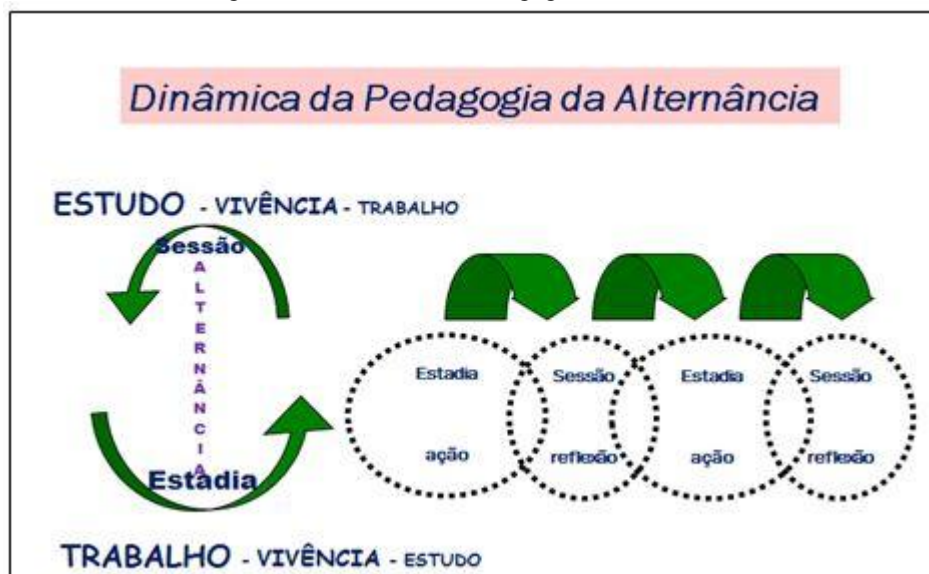 Dinâmica da Pedagogia da Alternância
ESTUDO - VIVÊNCIA - TRABALHO
Sessão
ALTERNÂNCIA
Estadia
Estadia Sessão Estadia Sessão
ação reflexão ação reflexão
TRABALHO - VIVÊNCIA - ESTUDO